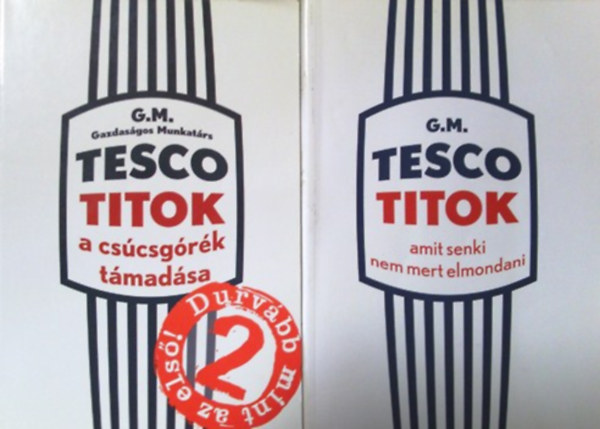 G.M.
Gazdaságos Munkatárs
TESCO
TITOK
a csúcsgórék
támadása
Durvább mint az első!
2
G.M.
TESCO
TITOK
amit senki
nem mert elmondani